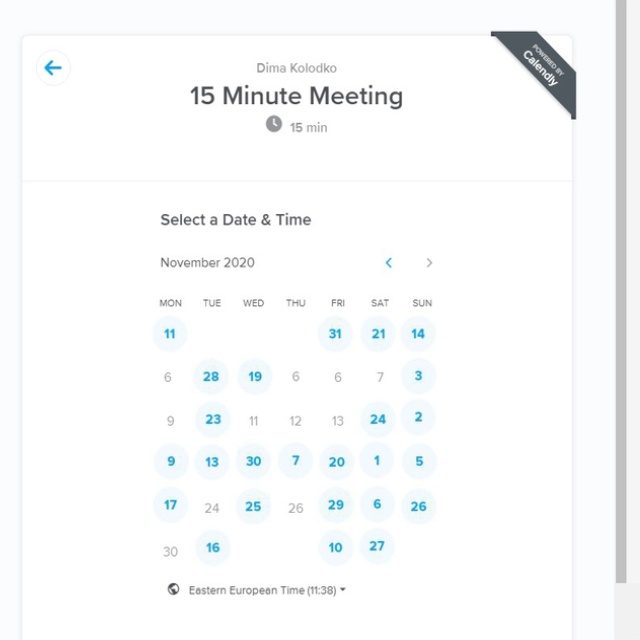 Dima Kolodko
POWERED BY
Calendly
15 Minute Meeting
15 min
Select a Date & Time
November 2020
MON TUE WED THU FRI SAT SUN
11 31 21 14
6 28 19 6 6 7 3
9 23 11 12 13 24 2
9 13 30 7 20 1 5
17 24 25 26 29 6 26
30 16 10 27
Eastern European Time (11:38)